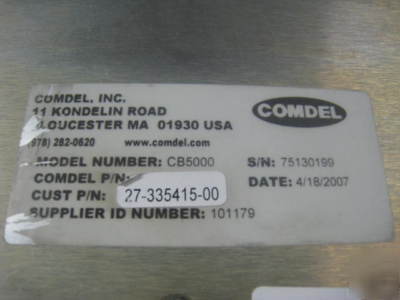 COMDEL, INC.
11 KONDELIN ROAD
GLOUCESTER MA 01930 USA
(978) 282-0620 www.comdel.com
COMDEL
MODEL NUMBER: CB5000 S/N: 75130199
COMDEL P/N: DATE: 4/18/2007
CUST P/N: 27-335415-00
SUPPLIER ID NUMBER: 101179